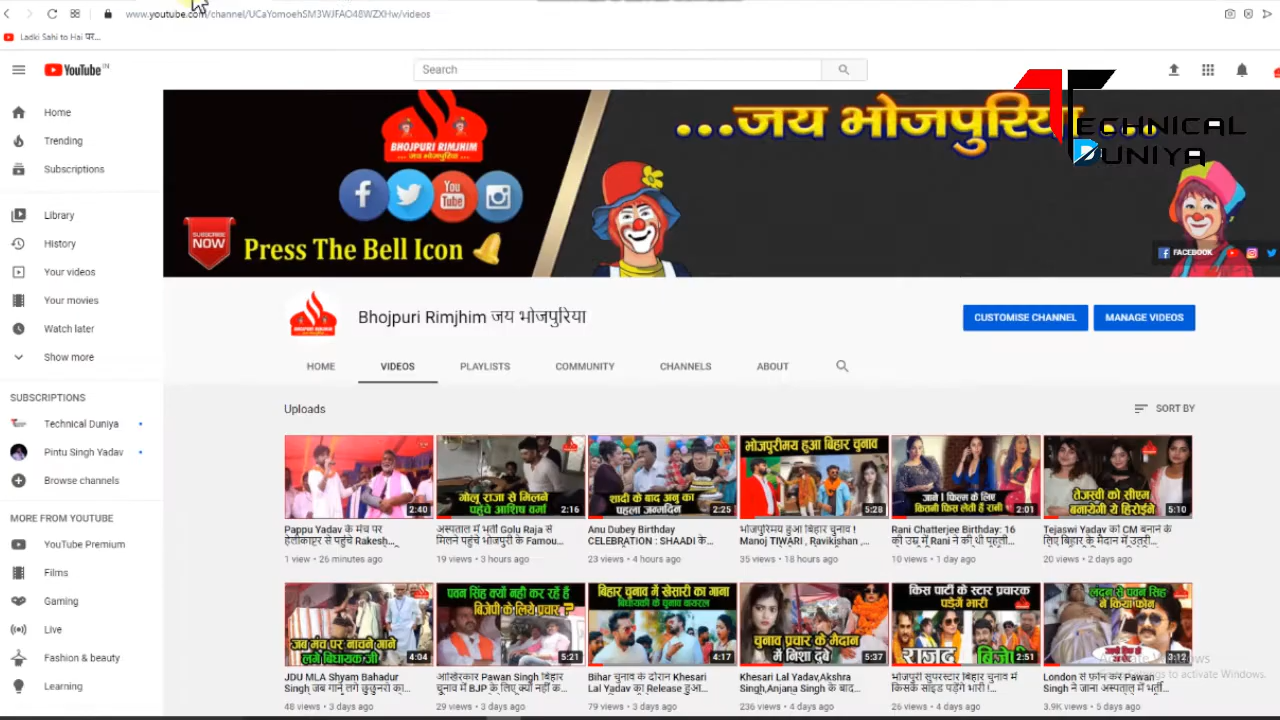 www.youtube.com/channel/UCaYomoehSM3WJFAO48WZXHw/videos
Ladki Sahi to Hai पर...
YouTube IN
Search
TECHNICAL
DUNIYA
Home
Trending
Subscriptions
Library
History
Your videos
Your movies
Watch later
Show more
SUBSCRIPTIONS
Technical Duniya
Pintu Singh Yadav
Browse channels
MORE FROM YOUTUBE
YouTube Premium
Films
Gaming
Live
Fashion & beauty
Learning
BHOJPURI RIMJHIM
...जय भोजपुरिया...
You
Tube
SUBSCRIBE
NOW
Press The Bell Icon
...जय भोजपुरिया...
FACEBOOK
Bhojpuri Rimjhim जय भोजपुरिया
CUSTOMISE CHANNEL
MANAGE VIDEOS
HOME
VIDEOS
PLAYLISTS
COMMUNITY
CHANNELS
ABOUT
Uploads
SORT BY
2:40
Pappu Yadav के मंच पर
हेलीकाप्टर से पहुंचे Rakesh...
1 view • 26 minutes ago
गोलू राजा से मिलने
पहुंचे आशिष वर्मा
2:16
अस्पताल में भर्ती Golu Raja से
मिलने पहुंचे भोजपुरी के Famou...
19 views • 3 hours ago
शादी के बाद अनु का
पहला जन्मदिन
2:25
Anu Dubey Birthday
CELEBRATION : SHAADI के...
23 views • 4 hours ago
भोजपुरीमय हुआ बिहार चुनाव
5:28
भोजपुरिमय हुआ बिहार चुनाव !
Manoj TIWARI , Ravikishan ,...
35 views • 18 hours ago
जाने 1 फिल्म के लिए
कितनी फिस लेती हैं रानी
2:01
Rani Chatterjee Birthday: 16
की उम्र में Rani ने की थी पहली...
10 views • 1 day ago
तेजस्वी को सीएम
बनायेगी ये हिरोईने
5:10
Tejaswi Yadav को CM बनाने के
लिए बिहार के मैदान में उतरी...
20 views • 2 days ago
जब मंच पर नाचने गाने
लगे बिधायक जी
4:04
JDU MLA Shyam Bahadur
Singh जब गाने लगे छुछुनरो का...
48 views • 3 days ago
पवन सिंह क्यों नही कर रहें हैं
बिजेपी के लिये प्रचार ?
5:21
आखिरकार Pawan Singh बिहार
चुनाव में BJP के लिए क्यों नहीं क...
29 views • 3 days ago
बिहार चुनाव में खेसारी का गाना
4:17
Bihar चुनाव के दौरान Khesari
Lal Yadav का Release हुआ...
79 views • 3 days ago
चुनाव प्रचार के मैदान
में निशा दुबे
5:37
Khesari Lal Yadav,Akshra
Singh,Anjana Singh के बाद...
236 views • 4 days ago
किस पार्टी के स्टार प्रचारक
पड़ेगें भारी
राजद
बिजेपी
2:51
भोजपुरी सुपरस्टार बिहार चुनाव में
किसके साइड पड़ेगें भारी !...
26 views • 4 days ago
लंदन से पवन सिंह
ने किया फोन
3:12
London से फोन कर Pawan
Singh ने जाना अस्पताल में भर्ती...
3.9K views • 5 days ago